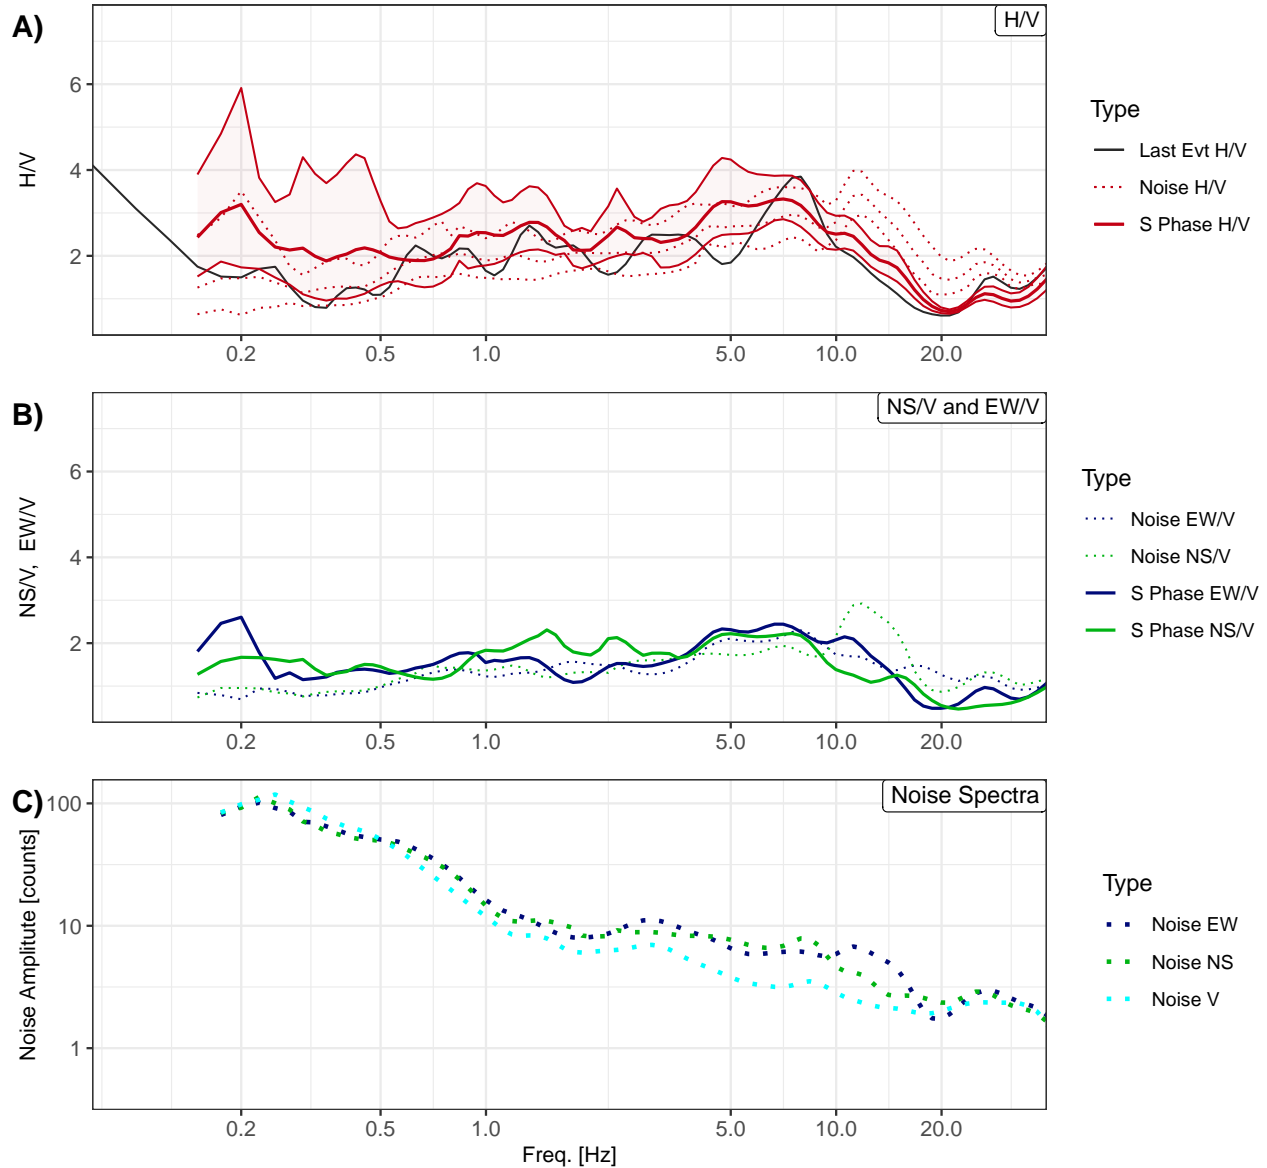 A)
H/V
H/V
6
4
2
0.2 0.5 1.0 5.0 10.0 20.0
Type
Last Evt H/V
Noise H/V
S Phase H/V
B)
NS/V and EW/V
NS/V,  EW/V
6
4
2
0.2 0.5 1.0 5.0 10.0 20.0
Type
Noise EW/V
Noise NS/V
S Phase EW/V
S Phase NS/V
C)
Noise Spectra
Noise Amplitute [counts]
100
10
1
0.2 0.5 1.0 5.0 10.0 20.0
Freq. [Hz]
Type
Noise EW
Noise NS
Noise V